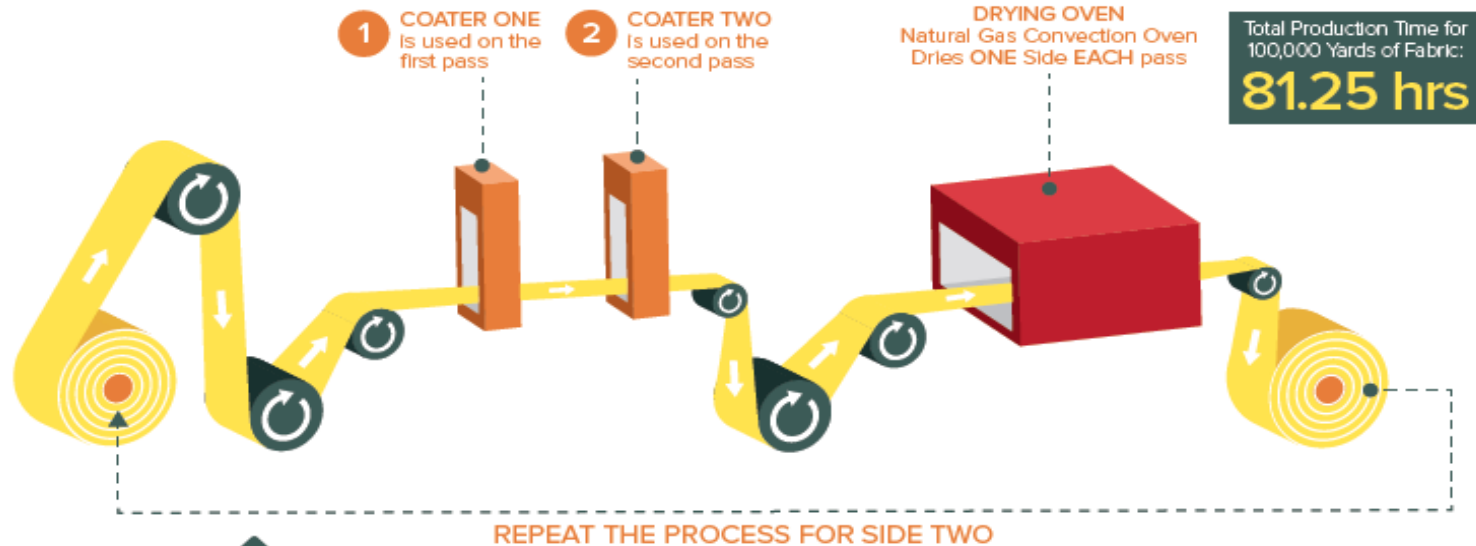 1
COATER ONE
is used on the
first pass
2
COATER TWO
is used on the
second pass
DRYING OVEN
Natural Gas Convection Oven
Dries ONE Side EACH pass
Total Production Time for
100,000 Yards of Fabric:
81.25 hrs
REPEAT THE PROCESS FOR SIDE TWO